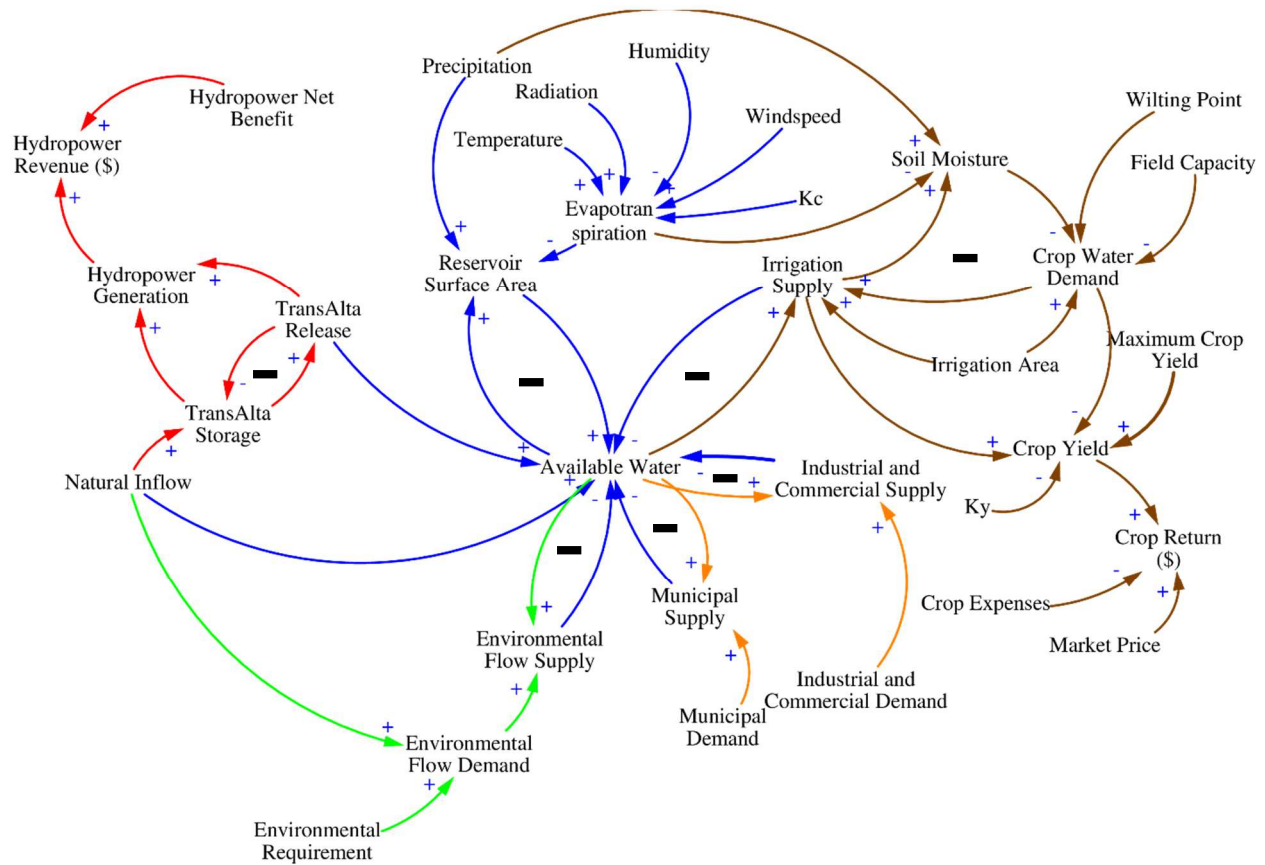 Precipitation
Humidity
Radiation
Temperature
Windspeed
Kc
Evapotran
spiration
Hydropower Net
Benefit
Hydropower
Revenue ($)
Hydropower
Generation
TransAlta
Release
TransAlta
Storage
Natural Inflow
Reservoir
Surface Area
Irrigation
Supply
Soil Moisture
Wilting Point
Field Capacity
Crop Water
Demand
Irrigation Area
Maximum Crop
Yield
Crop Yield
Ky
Crop Return
($)
Crop Expenses
Market Price
Available Water
Industrial and
Commercial Supply
Municipal
Supply
Environmental
Flow Supply
Industrial and
Commercial Demand
Municipal
Demand
Environmental
Flow Demand
Environmental
Requirement